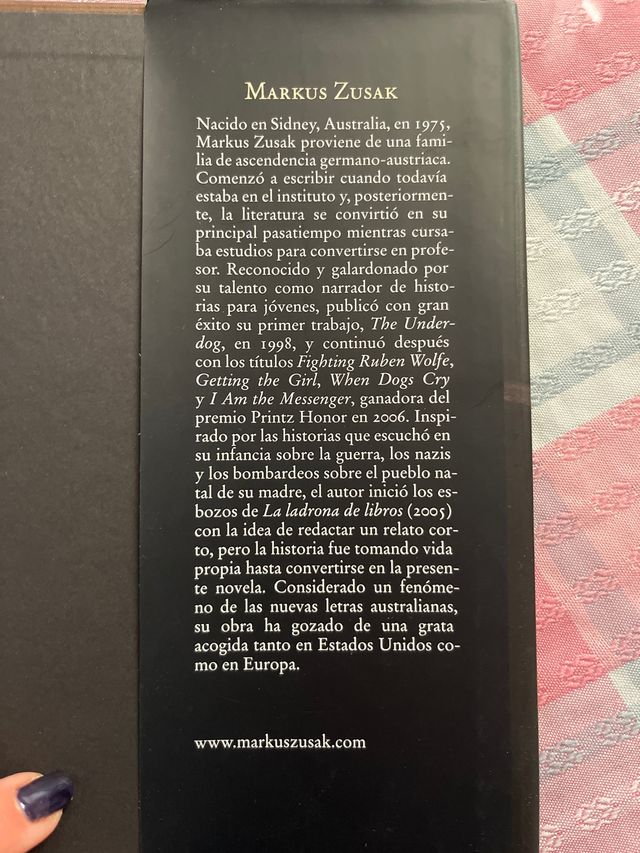 MARKUS ZUSAK
Nacido en Sidney, Australia, en 1975,
Markus Zusak proviene de una fami-
lia de ascendencia germano-austriaca.
Comenzó a escribir cuando todavía
estaba en el instituto y, posteriormen-
te, la literatura se convirtió en su
principal pasatiempo mientras cursa-
ba estudios para convertirse en profe-
sor. Reconocido y galardonado por
su talento como narrador de histo-
rias para jóvenes, publicó con gran
éxito su primer trabajo, The Under-
dog, en 1998, y continuó después
con los títulos Fighting Ruben Wolfe,
Getting the Girl, When Dogs Cry
y I Am the Messenger, ganadora del
premio Printz Honor en 2006. Inspi-
rado por las historias que escuchó en
su infancia sobre la guerra, los nazis
y los bombardeos sobre el pueblo na-
tal de su madre, el autor inició los es-
bozos de La ladrona de libros (2005)
con la idea de redactar un relato cor-
to, pero la historia fue tomando vida
propia hasta convertirse en la presen-
te novela. Considerado un fenóme-
no de las nuevas letras australianas,
su obra ha gozado de una grata
acogida tanto en Estados Unidos co-
mo en Europa.
www.markuszusak.com